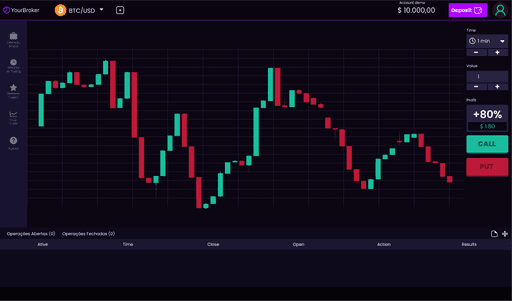 YourBroker
BTC/USD
Account demo
$ 10.000,00
Deposit
Time
1 min
Value
1
Profit
+80%
$ 1.80
CALL
PUT
Operações Abertas (0) Operações Fechadas (0)
Ative Time Close Open Action Results